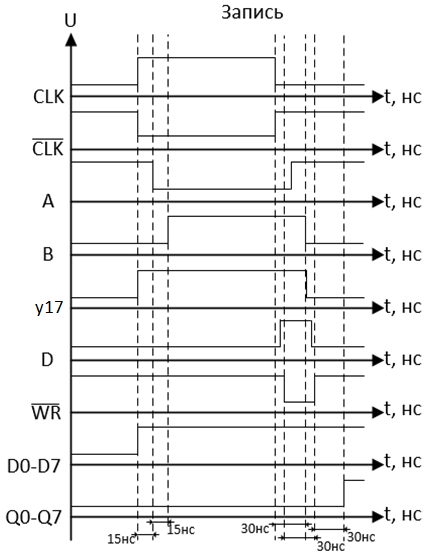 Запись
U
CLK
t, нс
CLK
t, нс
A
t, нс
B
t, нс
y17
t, нс
D
t, нс
WR
t, нс
D0-D7
t, нс
Q0-Q7
t, нс
15нс
15нс
30нс
30нс
30нс